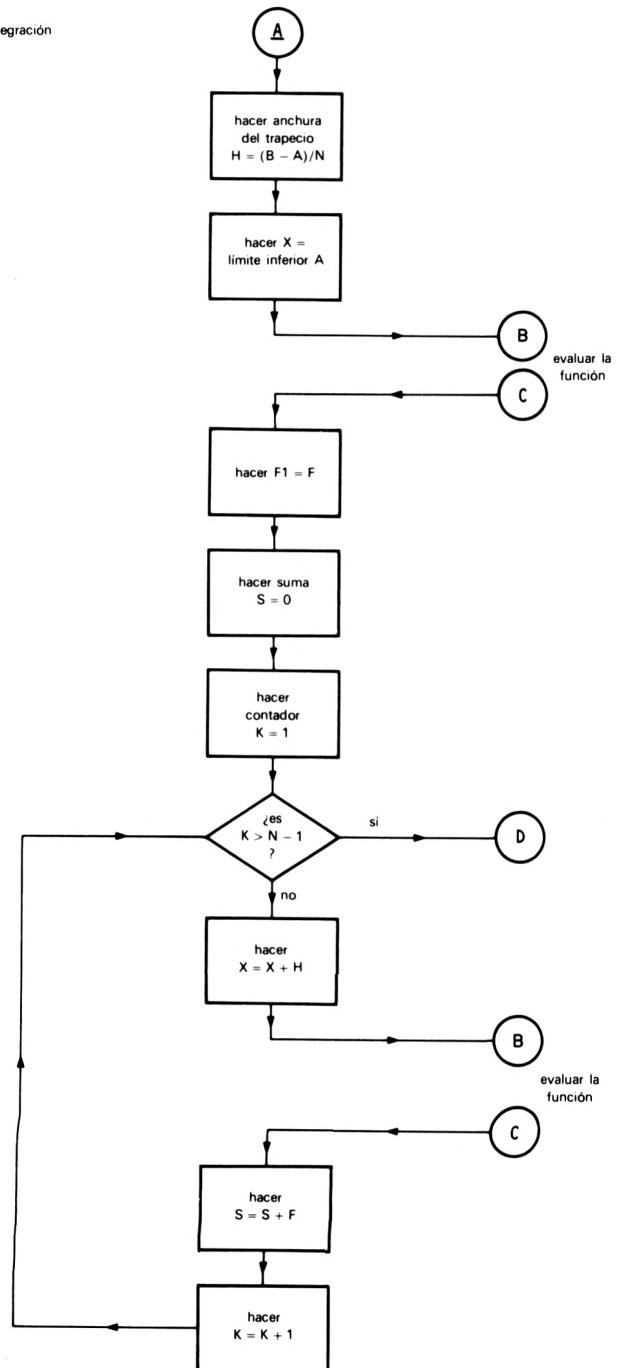 egración
A
hacer anchura
del trapecio
H = (B – A)/N
hacer X =
límite inferior A
B
evaluar la
función
C
hacer F1 = F
hacer suma
S = 0
hacer
contador
K = 1
¿es
K > N – 1
?
sí
D
no
hacer
X = X + H
B
evaluar la
función
C
hacer
S = S + F
hacer
K = K + 1